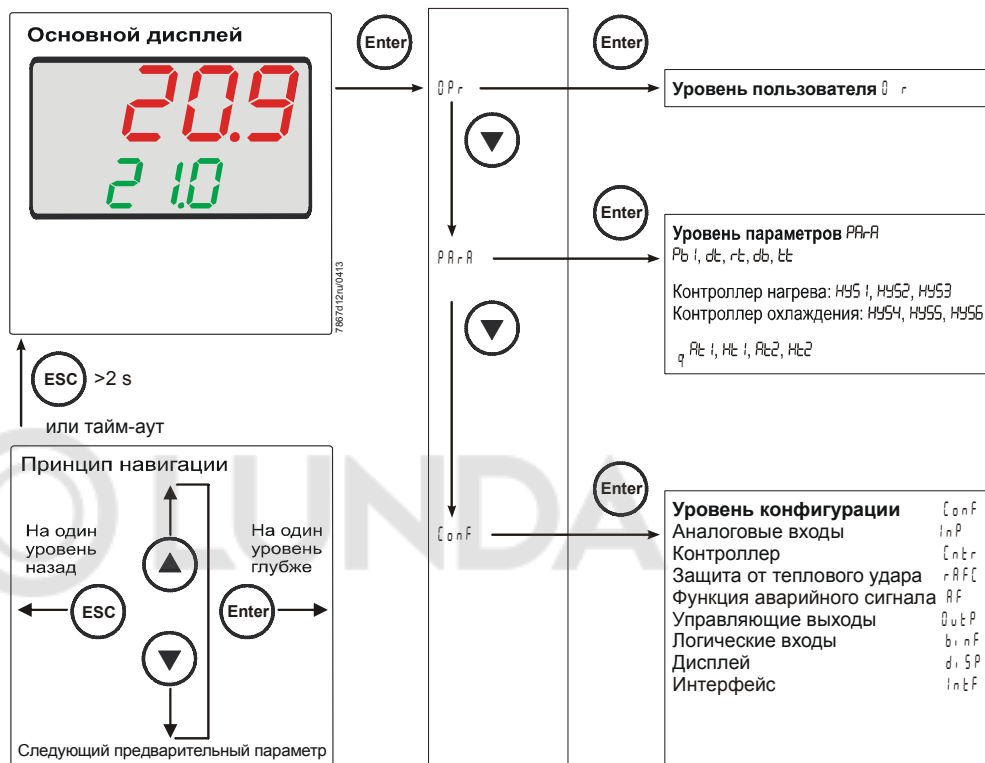 Основной дисплей
20.9
21.0
7867d12ru/0413
ESC >2 s
или тайм-аут
Принцип навигации
На один
уровень
назад
На один
уровень
глубже
ESC
Enter
Следующий предварительный параметр
Enter
OPr
PArA
ConF
Enter
Уровень пользователя O r
Enter
Уровень параметров PArA
Pb1, dt, rt, db, tt
Контроллер нагрева: HYS1, HYS2, HYS3
Контроллер охлаждения: HYS4, HYS5, HYS6
q At1, Ht1, At2, Ht2
Enter
Уровень конфигурации ConF
Аналоговые входы InP
Контроллер Cntr
Защита от теплового удара rAFC
Функция аварийного сигнала AF
Управляющие выходы OutP
Логические входы binF
Дисплей diSP
Интерфейс IntF
LUNDA